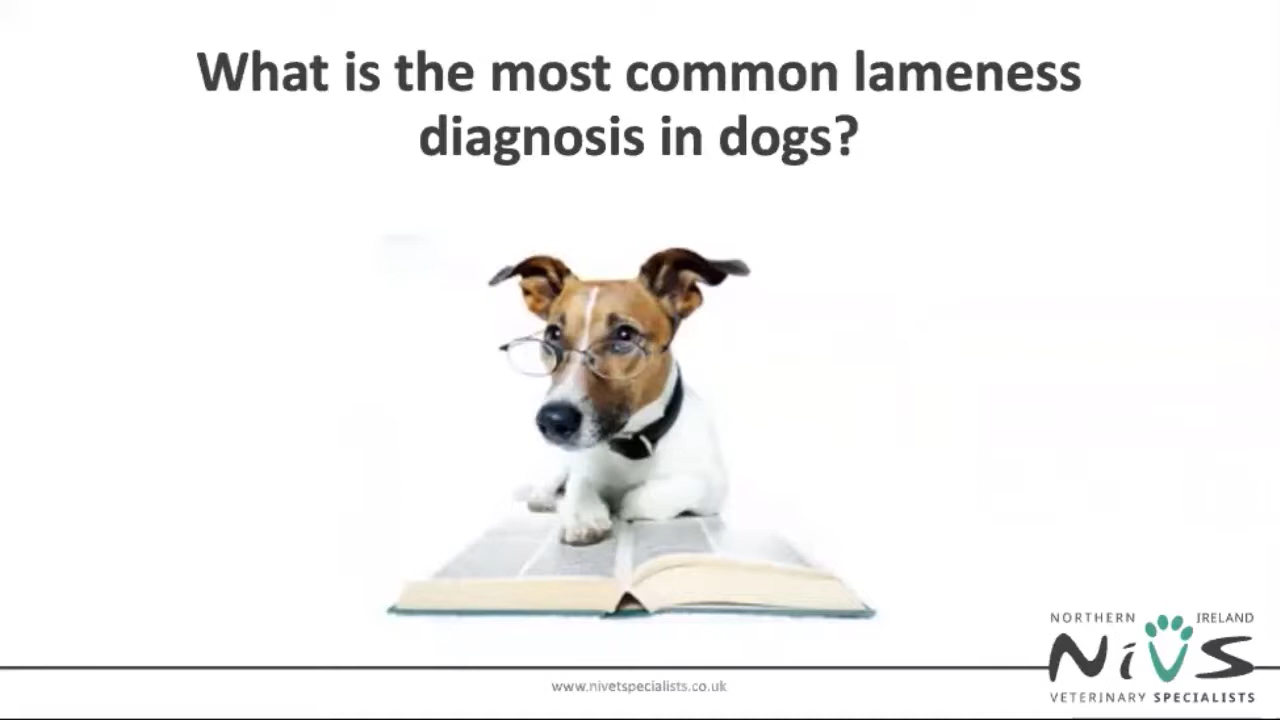 What is the most common lameness
diagnosis in dogs?
www.nivetspecialists.co.uk
NORTHERN IRELAND
NiVS
VETERINARY SPECIALISTS